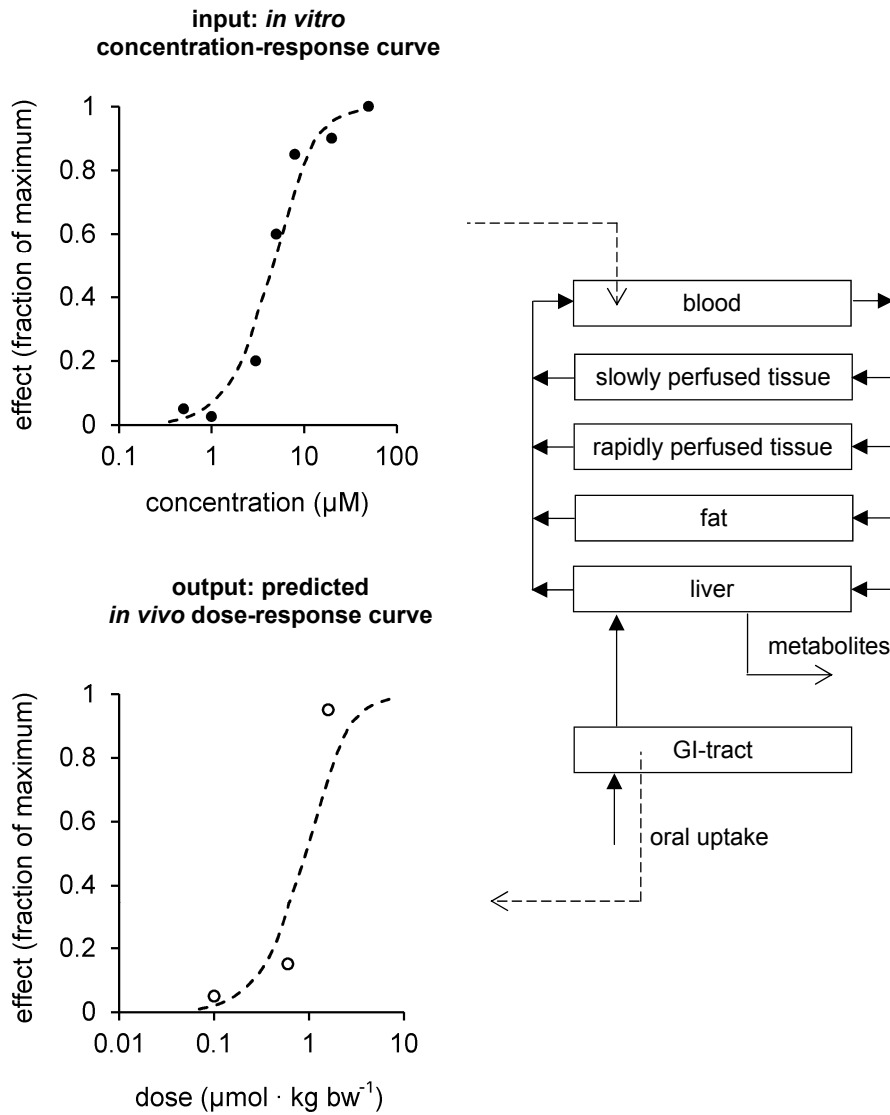 input: in vitro
concentration-response curve
effect (fraction of maximum)
1
0.8
0.6
0.4
0.2
0
0.1 1 10 100
concentration (µM)
output: predicted
in vivo dose-response curve
effect (fraction of maximum)
1
0.8
0.6
0.4
0.2
0
0.01 0.1 1 10
dose (µmol · kg bw⁻¹)
blood
slowly perfused tissue
rapidly perfused tissue
fat
liver
metabolites
GI-tract
oral uptake